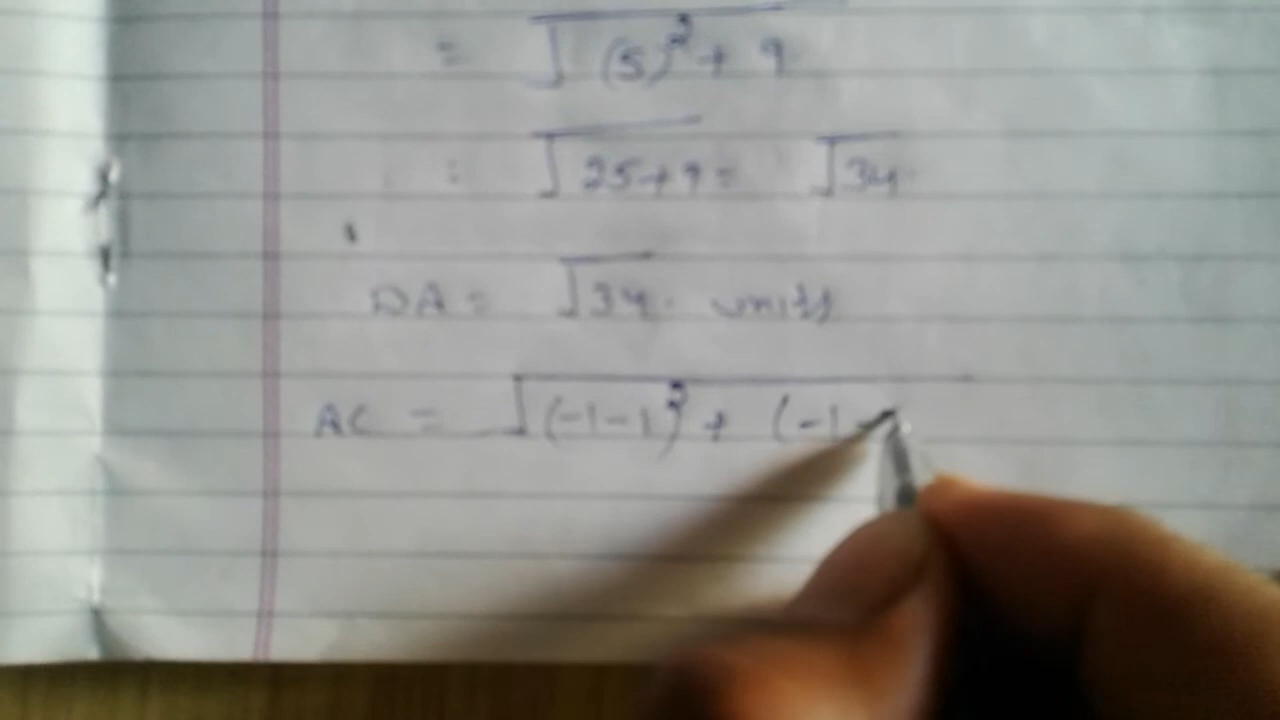 = √(5)² + 9
: √25+9 = √34
DA = √34. units
AC = √(-1-1)² + (-1-